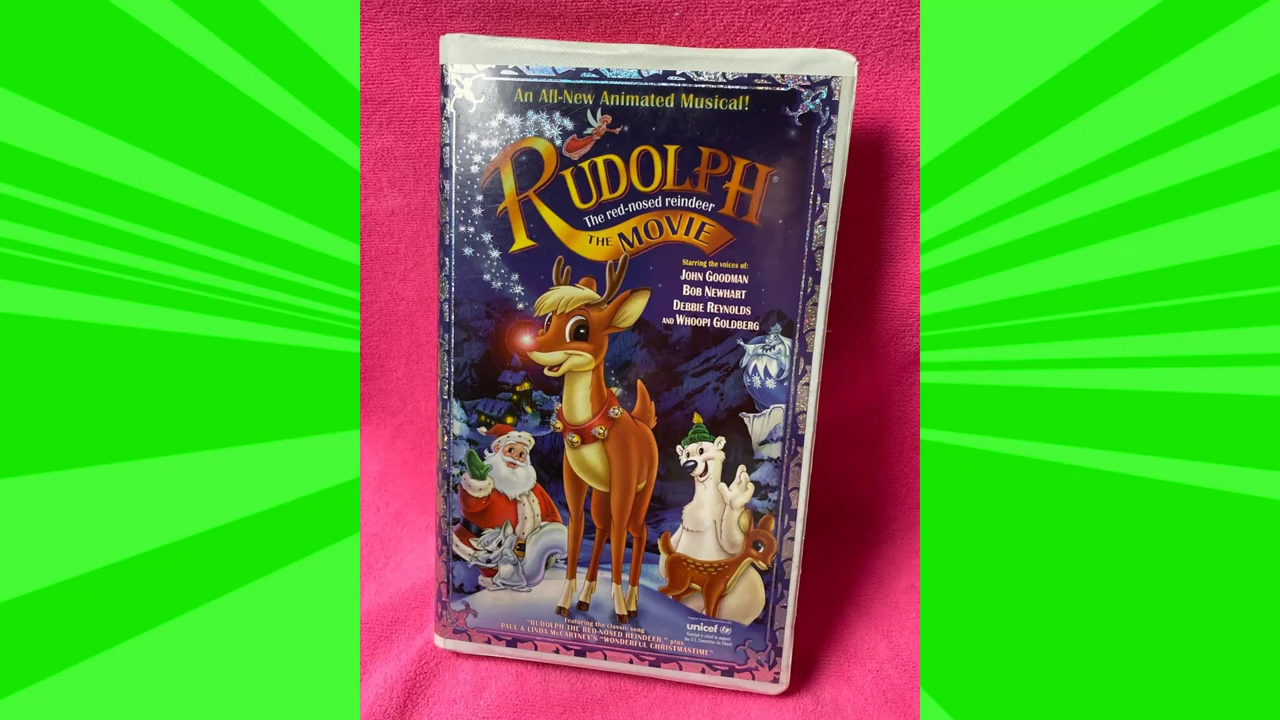 An All-New Animated Musical!
RUDOLPH®
The red-nosed reindeer
THE MOVIE
Starring the voices of:
JOHN GOODMAN
BOB NEWHART
DEBBIE REYNOLDS
AND WHOOPI GOLDBERG
Featuring the classic song
"RUDOLPH THE RED-NOSED REINDEER," plus
PAUL & LINDA MCCARTNEY'S "WONDERFUL CHRISTMASTIME"
unicef